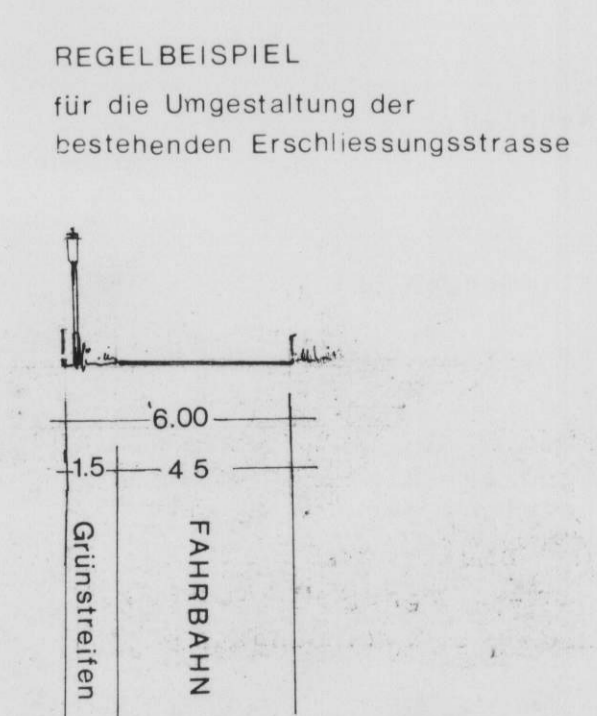 REGELBEISPIEL
für die Umgestaltung der
bestehenden Erschliessungsstrasse
6.00
1.5 4 5
Grünstreifen
FAHRBAHN